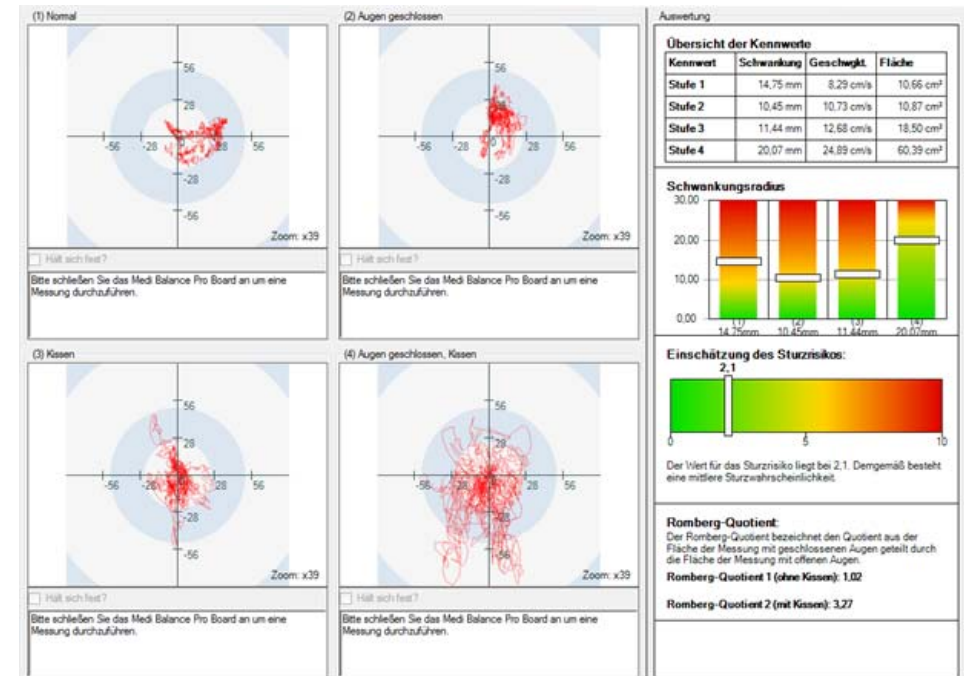 (1) Normal
56
28
-56
-28
0
28
56
-28
-56
Zoom: x39
Hält sich fest?
Bitte schließen Sie das Medi Balance Pro Board an um eine
Messung durchzuführen.
(2) Augen geschlossen
56
-56
-28
0
28
56
-28
-56
Zoom: x39
Hält sich fest?
Bitte schließen Sie das Medi Balance Pro Board an um eine
Messung durchzuführen.
(3) Kissen
56
28
-56
-28
28
56
-28
-56
Zoom: x39
Hält sich fest?
Bitte schließen Sie das Medi Balance Pro Board an um eine
Messung durchzuführen.
(4) Augen geschlossen, Kissen
56
28
-56
-28
28
56
-28
-56
Zoom: x39
Hält sich fest?
Bitte schließen Sie das Medi Balance Pro Board an um eine
Messung durchzuführen.
Auswertung
Übersicht der Kennwerte
Kennwert Schwankung Geschwgkt. Fläche
Stufe 1 14,75 mm 8,29 cm/s 10,66 cm²
Stufe 2 10,45 mm 10,73 cm/s 10,87 cm²
Stufe 3 11,44 mm 12,68 cm/s 18,50 cm²
Stufe 4 20,07 mm 24,89 cm/s 60,39 cm²
Schwankungsradius
30,00
20,00
10,00
0,00
(1) (2) (3) (4)
14,75mm 10,45mm 11,44mm 20,07mm
Einschätzung des Sturzrisikos:
2,1
0 5 10
Der Wert für das Sturzrisiko liegt bei 2,1. Demgemäß besteht
eine mittlere Sturzwahrscheinlichkeit.
Romberg-Quotient:
Der Romberg-Quotient bezeichnet den Quotient aus der
Fläche der Messung mit geschlossenen Augen geteilt durch
die Fläche der Messung mit offenen Augen.
Romberg-Quotient 1 (ohne Kissen): 1,02
Romberg-Quotient 2 (mit Kissen): 3,27